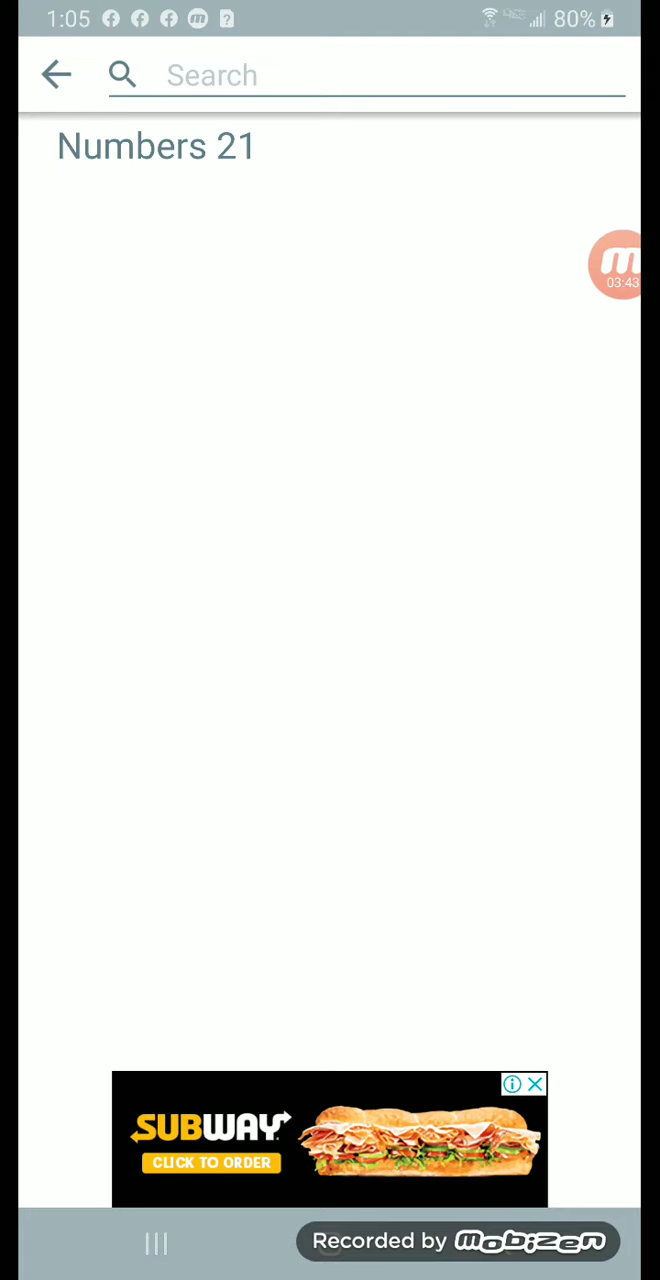 1:05 80%
Search
Numbers 21
m
03:43
SUBWAY
CLICK TO ORDER
Recorded by mobizen